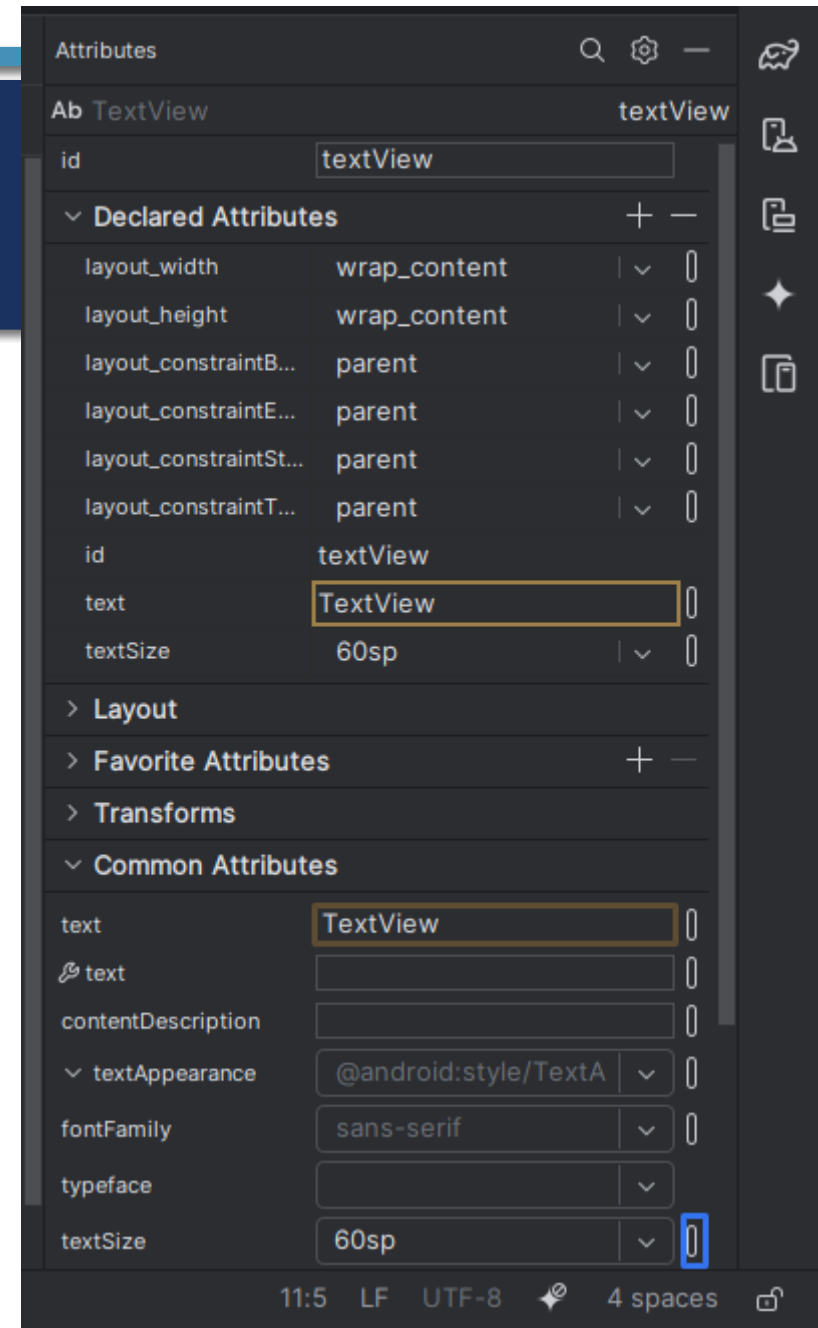 Attributes
Ab TextView textView
id textView
Declared Attributes
layout_width wrap_content
layout_height wrap_content
layout_constraintB... parent
layout_constraintE... parent
layout_constraintSt... parent
layout_constraintT... parent
id textView
text TextView
textSize 60sp
Layout
Favorite Attributes
Transforms
Common Attributes
text TextView
text
contentDescription
textAppearance @android:style/TextA
fontFamily sans-serif
typeface
textSize 60sp
11:5 LF UTF-8 4 spaces